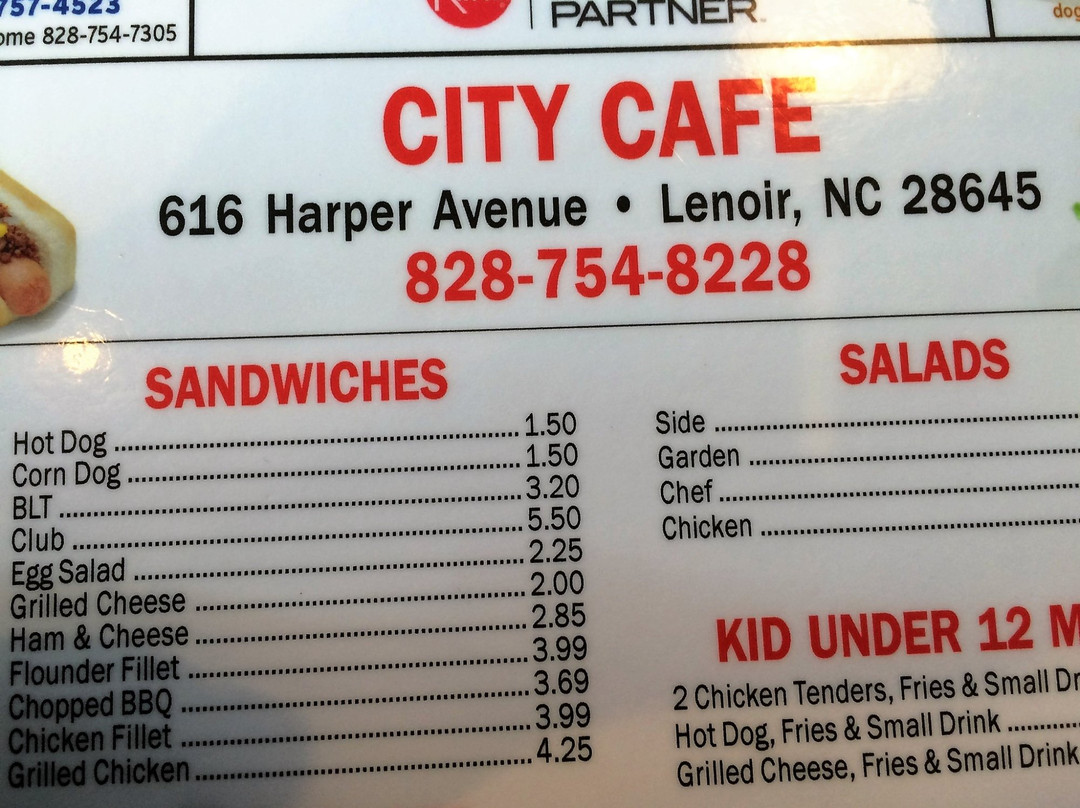 757-4523
ome 828-754-7305
PARTNER
dog
CITY CAFE
616 Harper Avenue • Lenoir, NC 28645
828-754-8228
SANDWICHES
Hot Dog 1.50
Corn Dog 1.50
BLT 3.20
Club 5.50
Egg Salad 2.25
Grilled Cheese 2.00
Ham & Cheese 2.85
Flounder Fillet 3.99
Chopped BBQ 3.69
Chicken Fillet 3.99
Grilled Chicken 4.25
SALADS
Side
Garden
Chef
Chicken
KID UNDER 12 M
2 Chicken Tenders, Fries & Small Dr
Hot Dog, Fries & Small Drink
Grilled Cheese, Fries & Small Drink